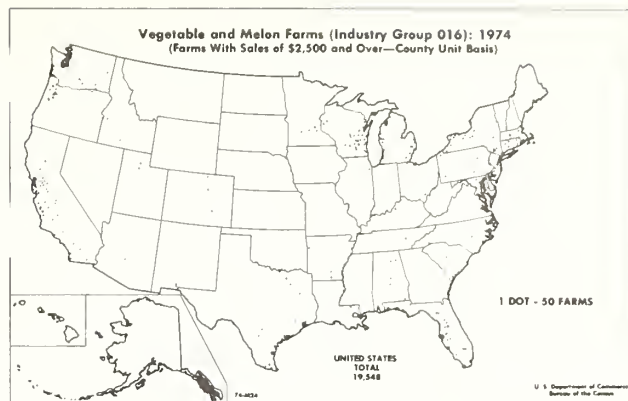 Vegetable and Melon Farms (Industry Group 016): 1974
(Farms With Sales of $2,500 and Over—County Unit Basis)
1 DOT - 50 FARMS
UNITED STATES
TOTAL
19,548
U S Department of Commerce
Bureau of the Census